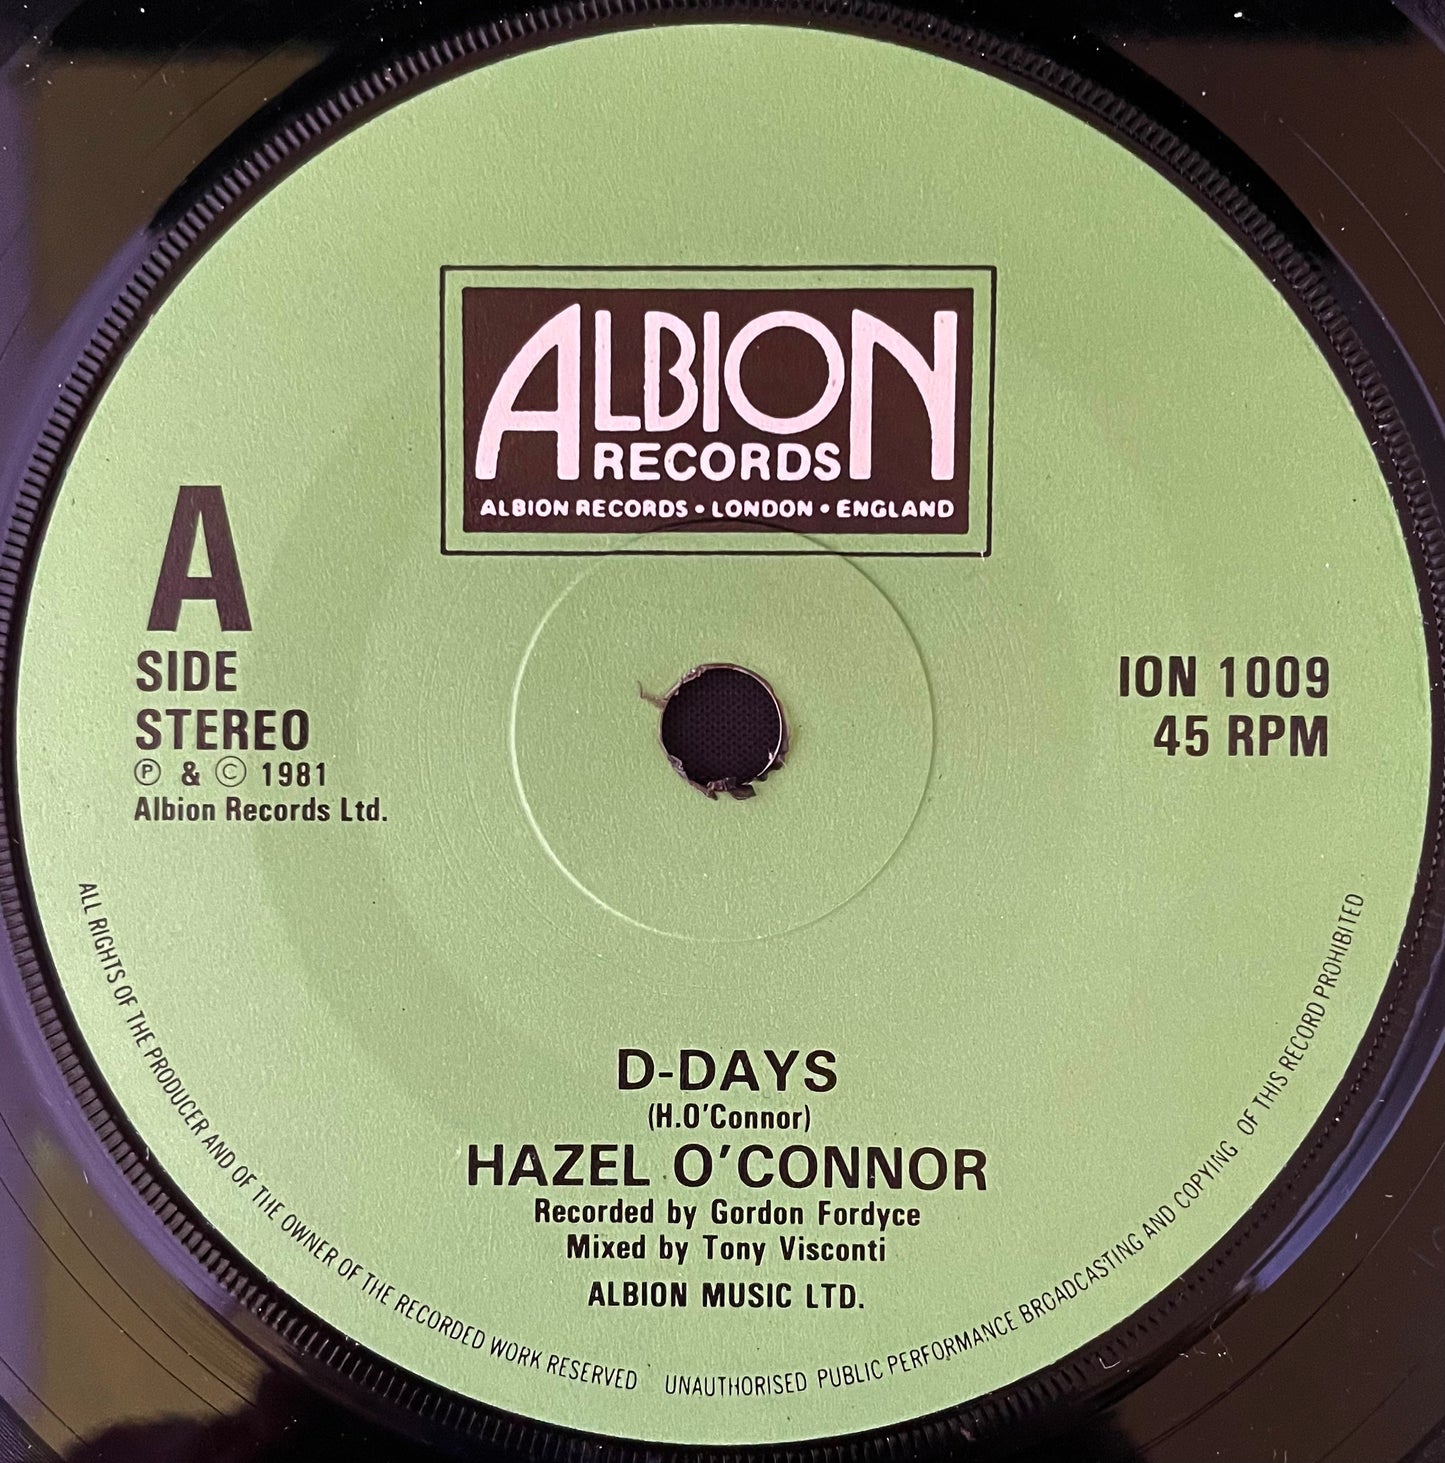 ALBION
RECORDS
ALBION RECORDS • LONDON • ENGLAND
A
SIDE
STEREO
℗ & © 1981
Albion Records Ltd.
ION 1009
45 RPM
D-DAYS
(H.O'Connor)
HAZEL O'CONNOR
Recorded by Gordon Fordyce
Mixed by Tony Visconti
ALBION MUSIC LTD.
ALL RIGHTS OF THE PRODUCER AND OF THE OWNER OF THE RECORDED WORK RESERVED UNAUTHORISED PUBLIC PERFORMANCE BROADCASTING AND COPYING OF THIS RECORD PROHIBITED